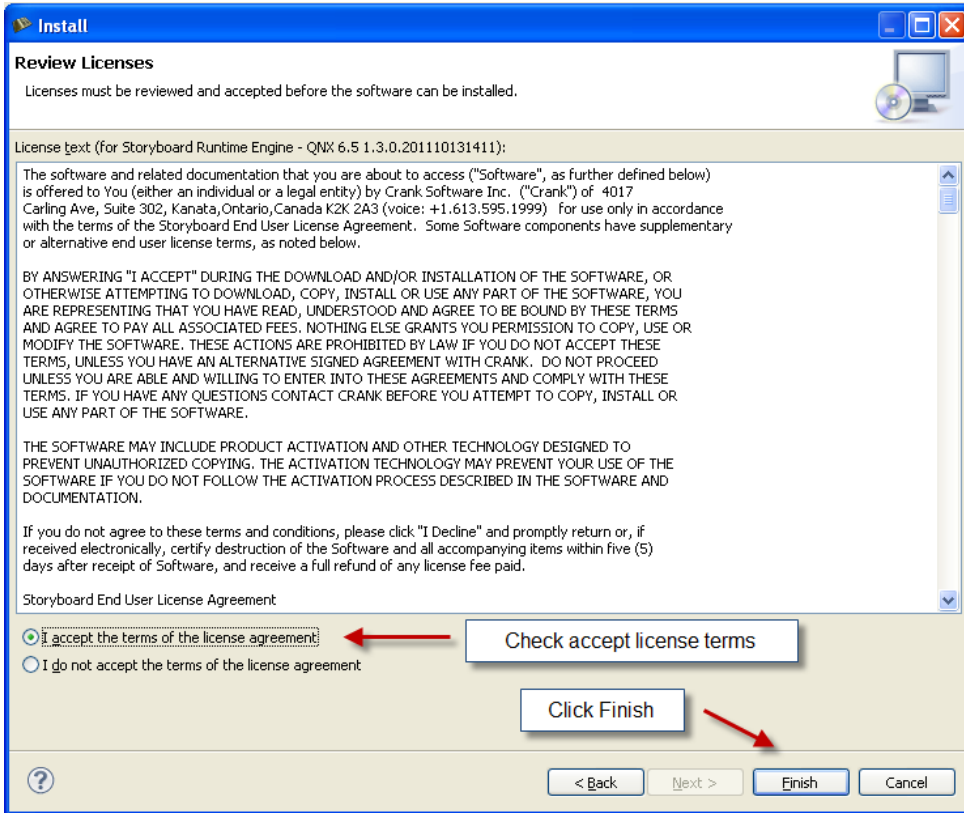 Install
Review Licenses
Licenses must be reviewed and accepted before the software can be installed.
License text (for Storyboard Runtime Engine - QNX 6.5 1.3.0.201110131411):
The software and related documentation that you are about to access ("Software", as further defined below)
is offered to You (either an individual or a legal entity) by Crank Software Inc.  ("Crank") of  4017
Carling Ave, Suite 302, Kanata,Ontario,Canada K2K 2A3 (voice: +1.613.595.1999)   for use only in accordance
with the terms of the Storyboard End User License Agreement.  Some Software components have supplementary
or alternative end user license terms, as noted below.
BY ANSWERING "I ACCEPT" DURING THE DOWNLOAD AND/OR INSTALLATION OF THE SOFTWARE, OR
OTHERWISE ATTEMPTING TO DOWNLOAD, COPY, INSTALL OR USE ANY PART OF THE SOFTWARE, YOU
ARE REPRESENTING THAT YOU HAVE READ, UNDERSTOOD AND AGREE TO BE BOUND BY THESE TERMS
AND AGREE TO PAY ALL ASSOCIATED FEES. NOTHING ELSE GRANTS YOU PERMISSION TO COPY, USE OR
MODIFY THE SOFTWARE. THESE ACTIONS ARE PROHIBITED BY LAW IF YOU DO NOT ACCEPT THESE
TERMS, UNLESS YOU HAVE AN ALTERNATIVE SIGNED AGREEMENT WITH CRANK.  DO NOT PROCEED
UNLESS YOU ARE ABLE AND WILLING TO ENTER INTO THESE AGREEMENTS AND COMPLY WITH THESE
TERMS. IF YOU HAVE ANY QUESTIONS CONTACT CRANK BEFORE YOU ATTEMPT TO COPY, INSTALL OR
USE ANY PART OF THE SOFTWARE.
THE SOFTWARE MAY INCLUDE PRODUCT ACTIVATION AND OTHER TECHNOLOGY DESIGNED TO
PREVENT UNAUTHORIZED COPYING. THE ACTIVATION TECHNOLOGY MAY PREVENT YOUR USE OF THE
SOFTWARE IF YOU DO NOT FOLLOW THE ACTIVATION PROCESS DESCRIBED IN THE SOFTWARE AND
DOCUMENTATION.
If you do not agree to these terms and conditions, please click "I Decline" and promptly return or, if
received electronically, certify destruction of the Software and all accompanying items within five (5)
days after receipt of Software, and receive a full refund of any license fee paid.
Storyboard End User License Agreement
I accept the terms of the license agreement
Check accept license terms
I do not accept the terms of the license agreement
Click Finish
? < Back Next > Finish Cancel